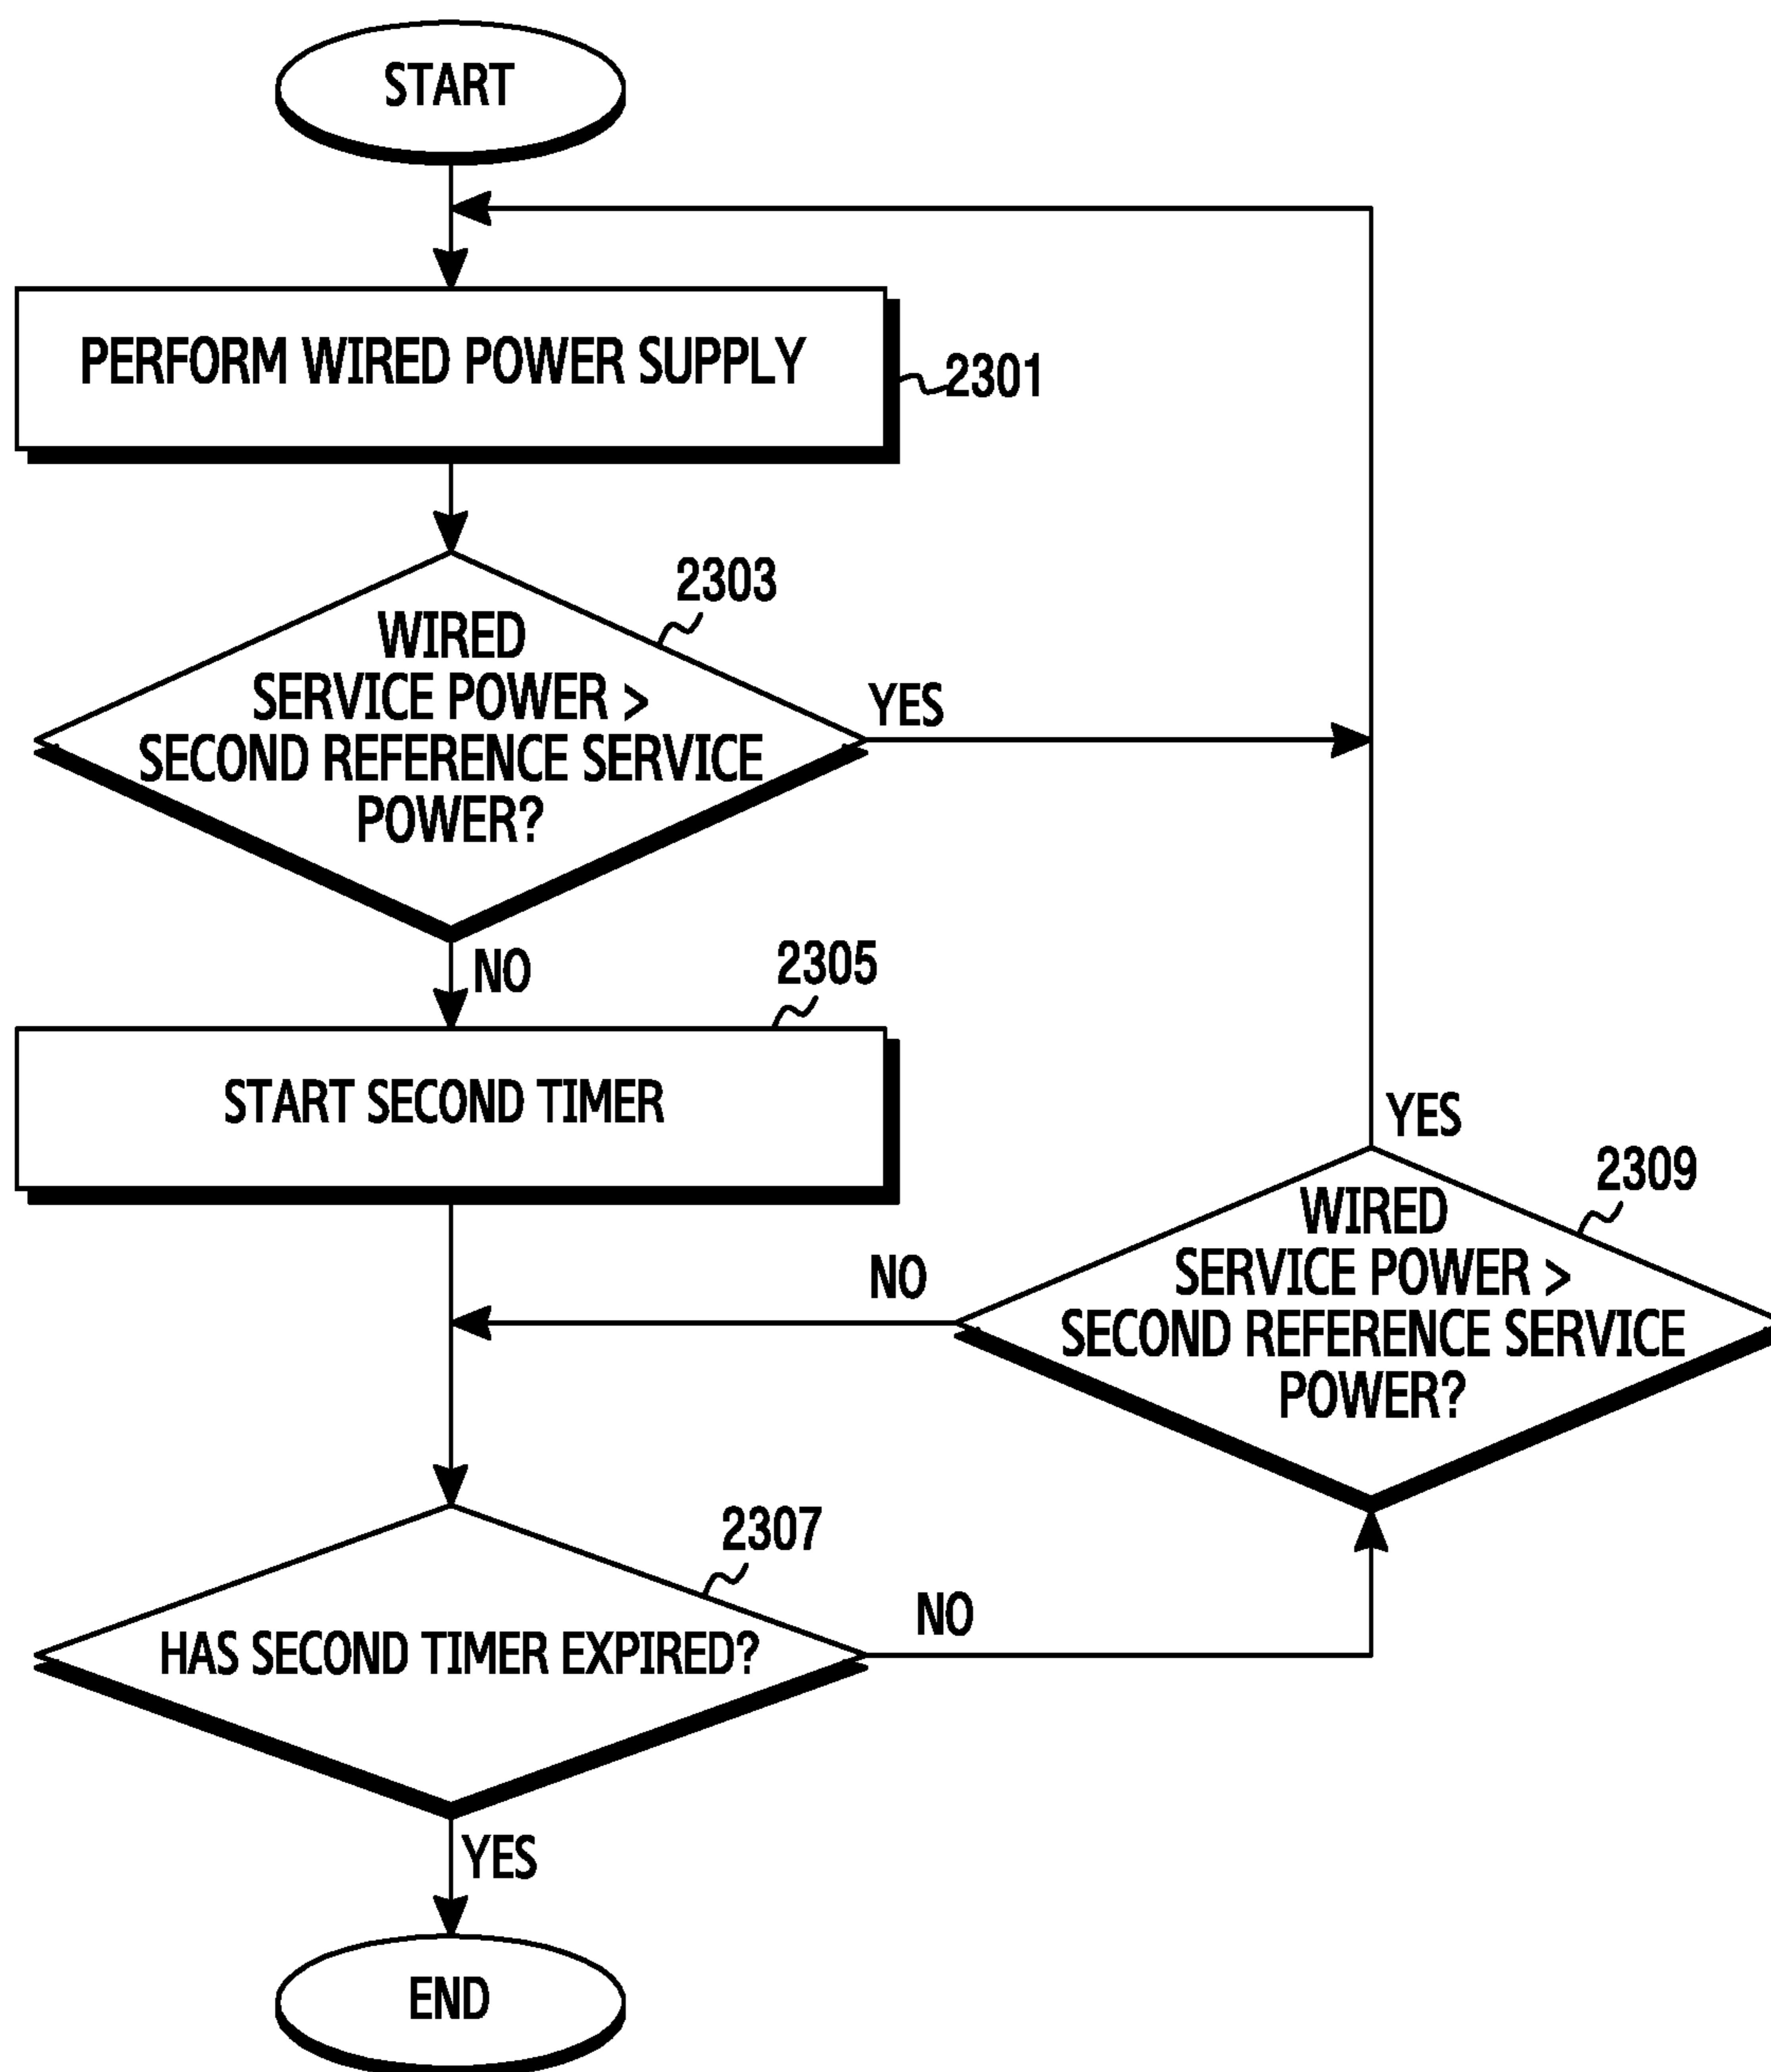 START
PERFORM WIRED POWER SUPPLY
2301
2303
WIRED
SERVICE POWER >
SECOND REFERENCE SERVICE
POWER?
YES
NO
2305
START SECOND TIMER
YES
2309
WIRED
SERVICE POWER >
SECOND REFERENCE SERVICE
POWER?
NO
2307
HAS SECOND TIMER EXPIRED?
NO
YES
END